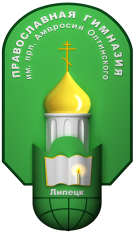 ПРАВОСЛАВНАЯ ГИМНАЗИЯ
им. прп. Амвросия Оптинского
Липецк